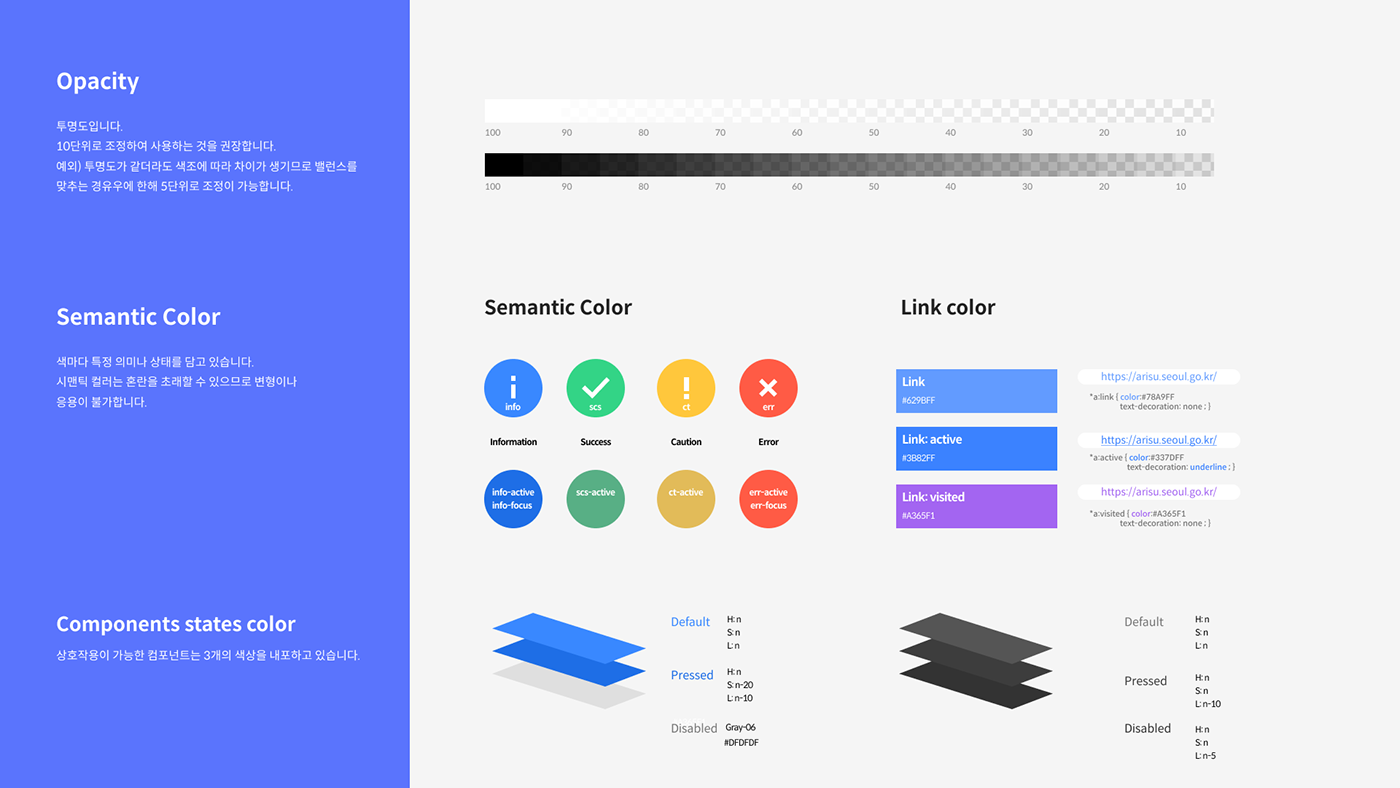 Opacity
투명도입니다.
10단위로 조정하여 사용하는 것을 권장합니다.
예외) 투명도가 같더라도 색조에 따라 차이가 생기므로 밸런스를
맞추는 경유우에 한해 5단위로 조정이 가능합니다.
100 90 80 70 60 50 40 30 20 10
100 90 80 70 60 50 40 30 20 10
Semantic Color
색마다 특정 의미나 상태를 담고 있습니다.
시맨틱 컬러는 혼란을 초래할 수 있으므로 변형이나
응용이 불가합니다.
Semantic Color
info scs ct err
Information Success Caution Error
info-active scs-active ct-active err-active
info-focus err-focus
Link color
Link
#629BFF
https://arisu.seoul.go.kr/
*a:link { color:#78A9FF
text-decoration: none ; }
Link: active
#3B82FF
https://arisu.seoul.go.kr/
*a:active { color:#337DFF
text-decoration: underline ; }
Link: visited
#A365F1
https://arisu.seoul.go.kr/
*a:visited { color:#A365F1
text-decoration: none ; }
Components states color
상호작용이 가능한 컴포넌트는 3개의 색상을 내포하고 있습니다.
Default
H: n
S: n
L: n
Pressed
H: n
S: n-20
L: n-10
Disabled
Gray-06
#DFDFDF
Default
H: n
S: n
L: n
Pressed
H: n
S: n
L: n-10
Disabled
H: n
S: n
L: n-5